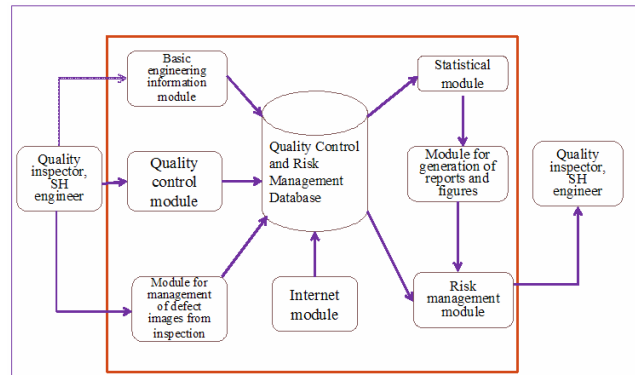 Basic
engineering
information
module
Statistical
module
Quality
inspector,
SH
engineer
Quality
control
module
Quality Control
and Risk
Management
Database
Module for
generation of
reports and
figures
Quality
inspector,
SH engineer
Module for
management
of defect
images from
inspection
Internet
module
Risk
management
module